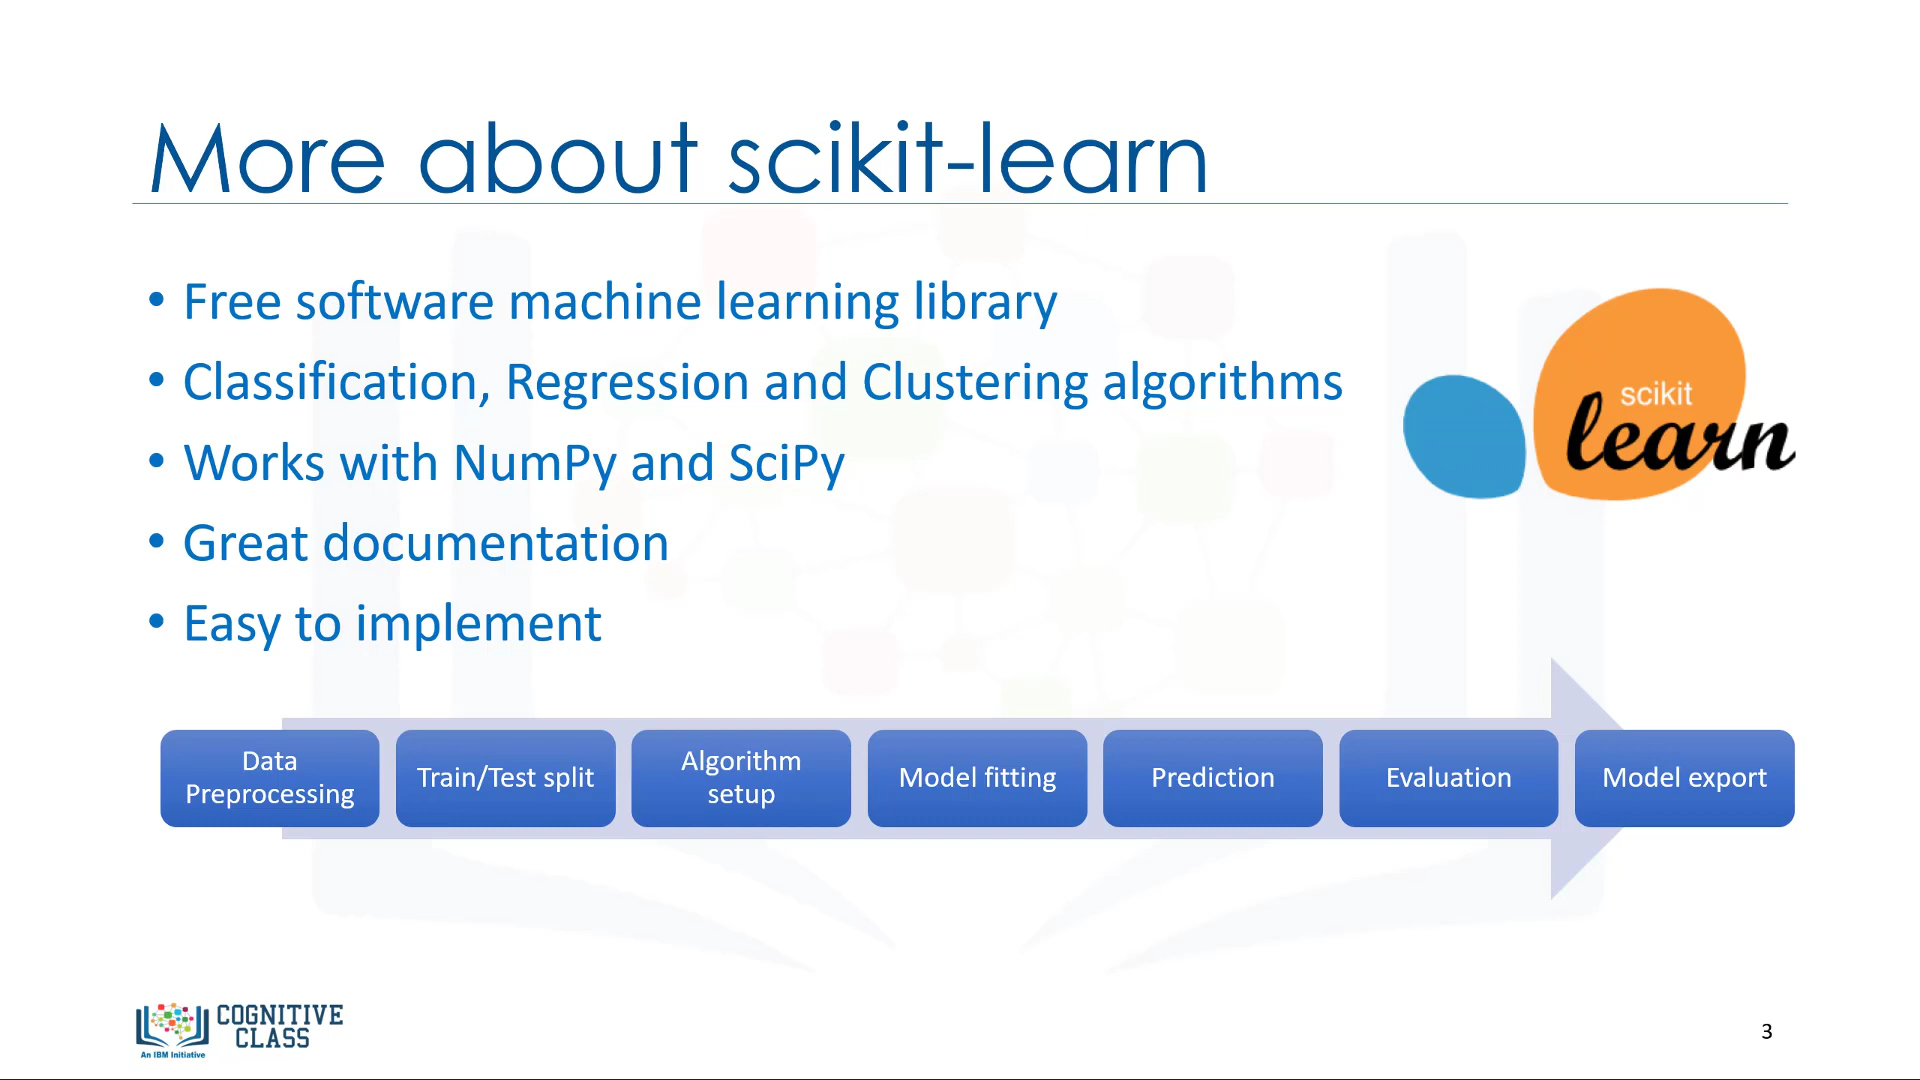 More about scikit-learn
• Free software machine learning library
• Classification, Regression and Clustering algorithms
• Works with NumPy and SciPy
• Great documentation
• Easy to implement
scikit
learn
Data
Preprocessing
Train/Test split
Algorithm
setup
Model fitting
Prediction
Evaluation
Model export
COGNITIVE
CLASS
An IBM Initiative
3